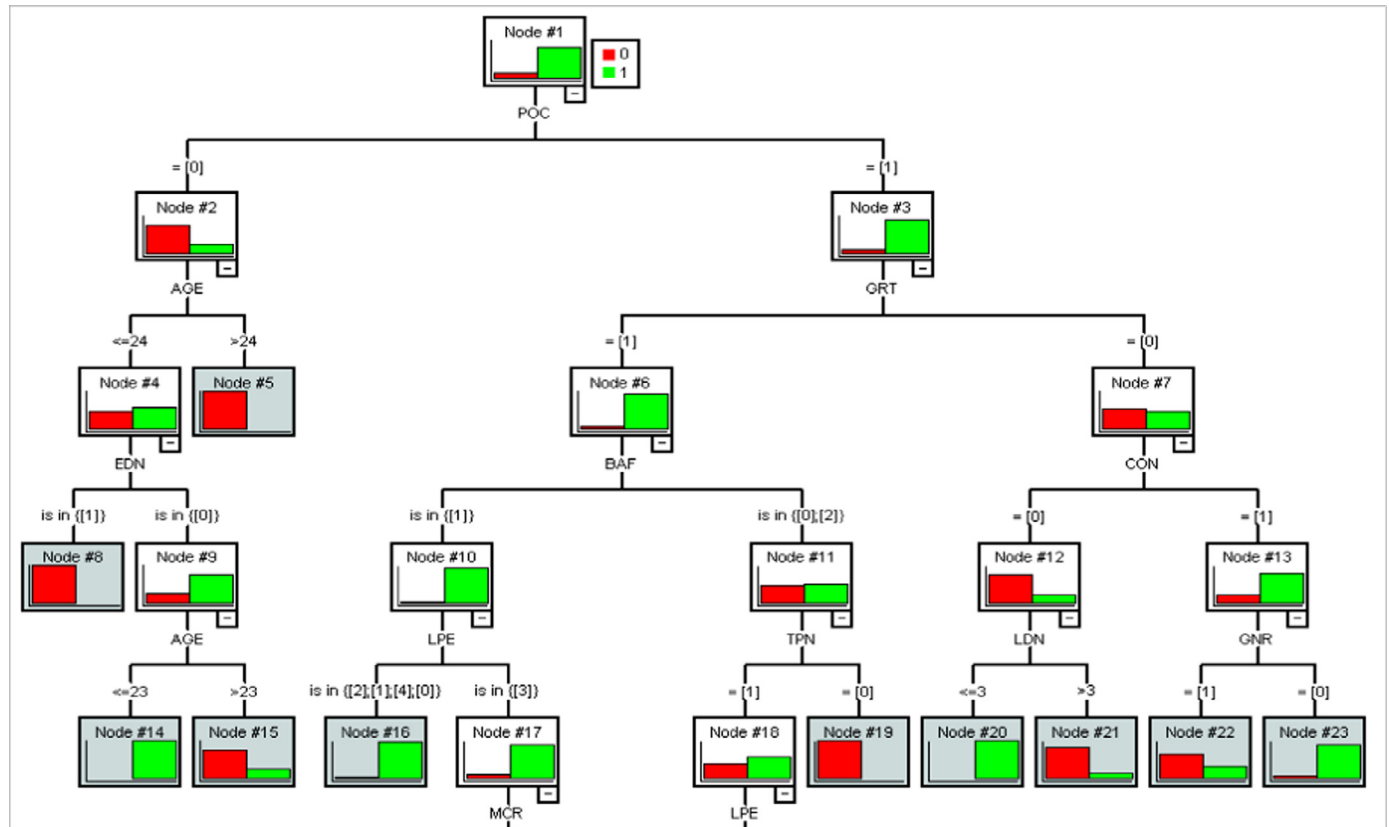 Node #1
0
1
POC
= [0]
= [1]
Node #2
Node #3
AGE
GRT
<=24
>24
= [1]
= [0]
Node #4
Node #5
Node #6
Node #7
EDN
BAF
CON
is in {[1]}
is in {[0]}
is in {[1]}
is in {[0];[2]}
= [0]
= [1]
Node #8
Node #9
Node #10
Node #11
Node #12
Node #13
AGE
LPE
TPN
LDN
GNR
<=23
>23
is in {[2];[1];[4];[0]}
is in {[3]}
= [1]
= [0]
<=3
>3
= [1]
= [0]
Node #14
Node #15
Node #16
Node #17
Node #18
Node #19
Node #20
Node #21
Node #22
Node #23
MCR
LPE